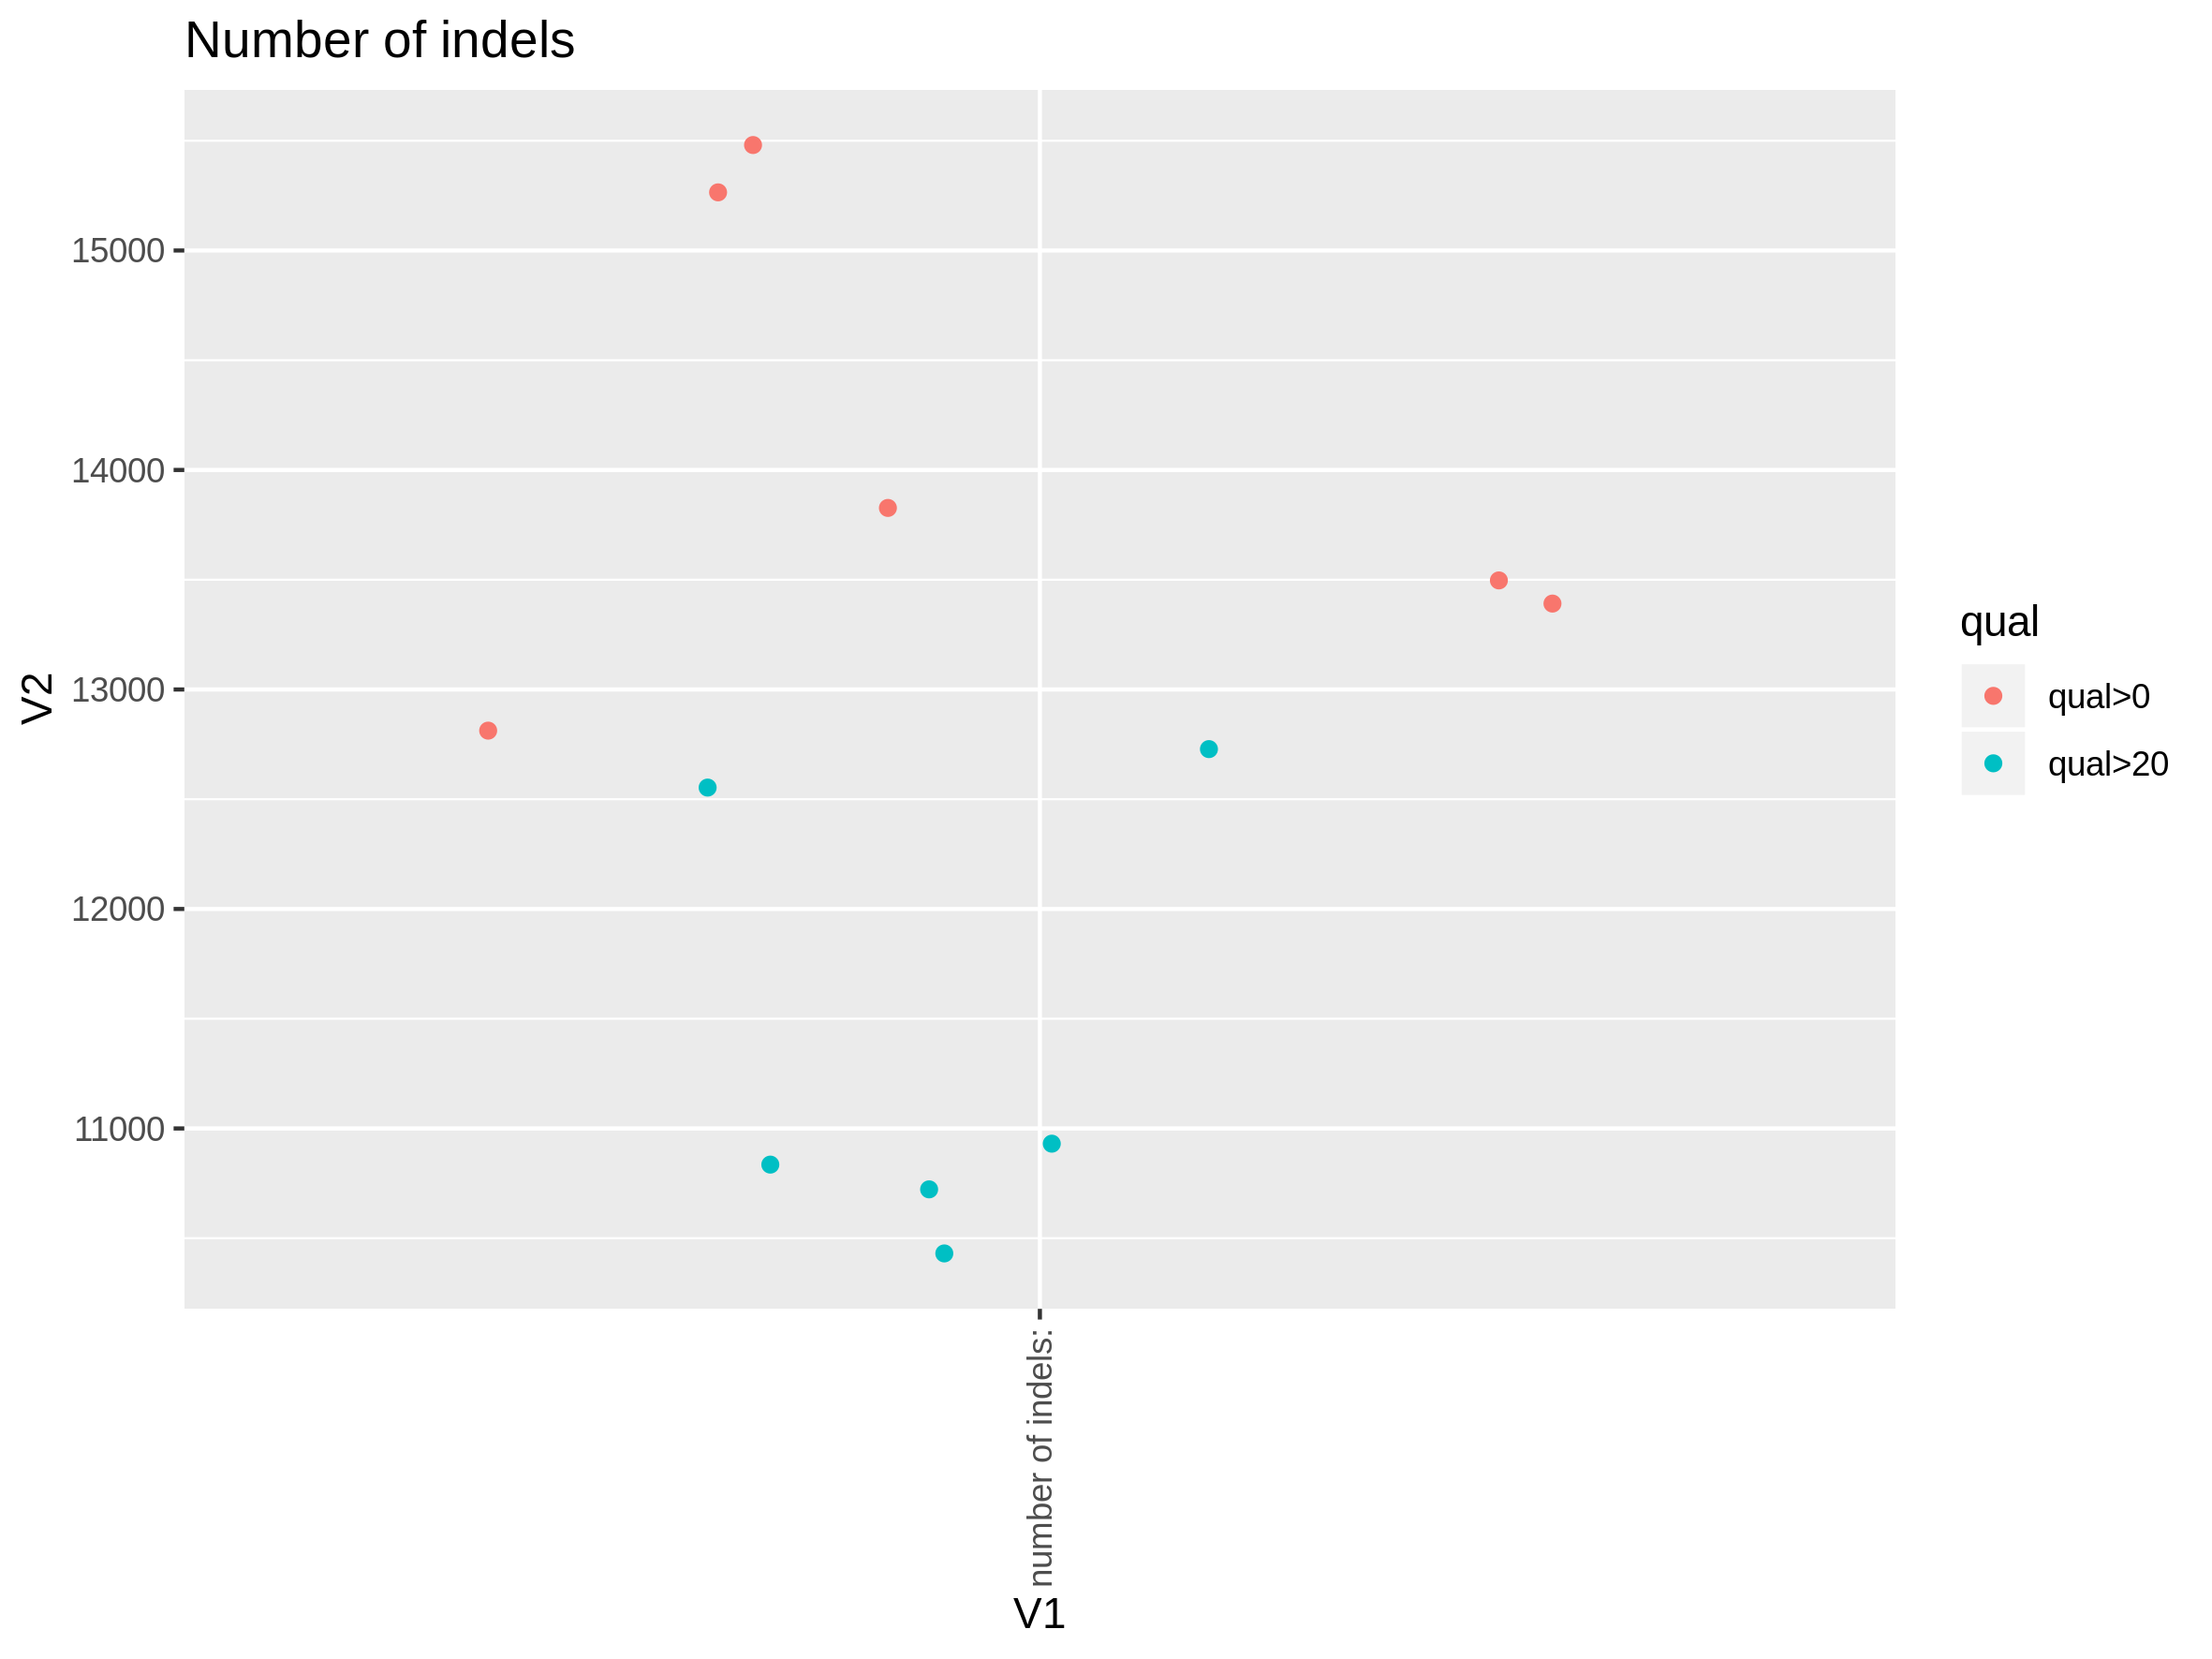 Number of indels
V2
15000
14000
13000
12000
11000
number of indels:
V1
qual
qual>0
qual>20